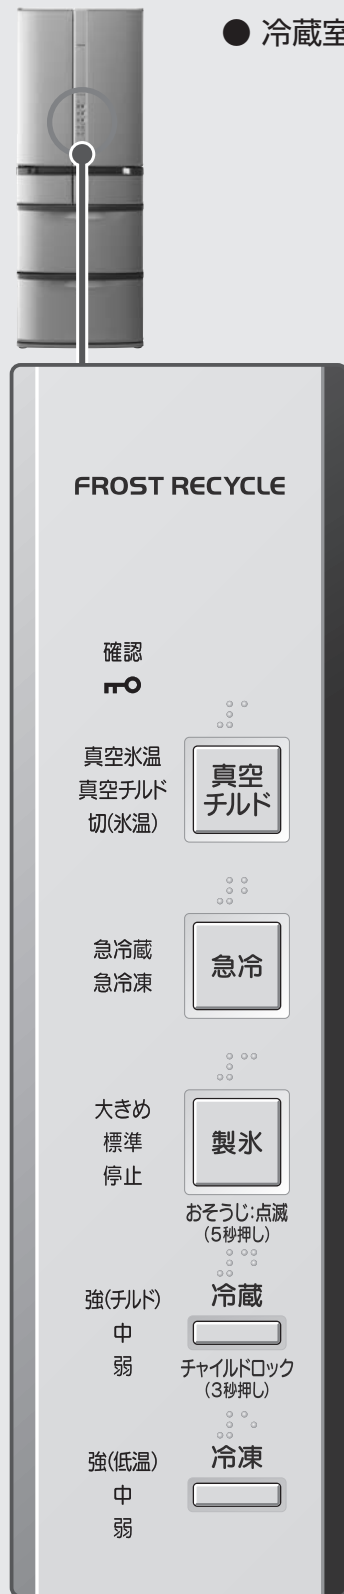 ● 冷蔵室
FROST RECYCLE
確認
真空氷温
真空チルド
切(氷温)
真空
チルド
急冷蔵
急冷凍
急冷
大きめ
標準
停止
製氷
おそうじ:点滅
(5秒押し)
強(チルド)
中
弱
冷蔵
チャイルドロック
(3秒押し)
強(低温)
中
弱
冷凍